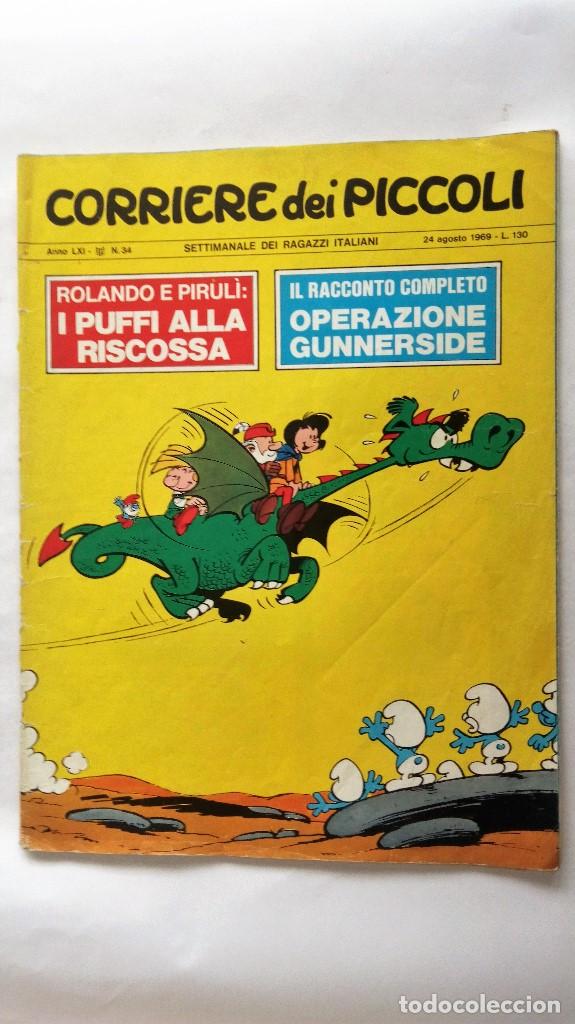 CORRIERE dei PICCOLI
Anno LXI - N. 34
SETTIMANALE DEI RAGAZZI ITALIANI
24 agosto 1969 - L. 130
ROLANDO E PIRULÌ:
I PUFFI ALLA
RISCOSSA
IL RACCONTO COMPLETO
OPERAZIONE
GUNNERSIDE
todocoleccion.net